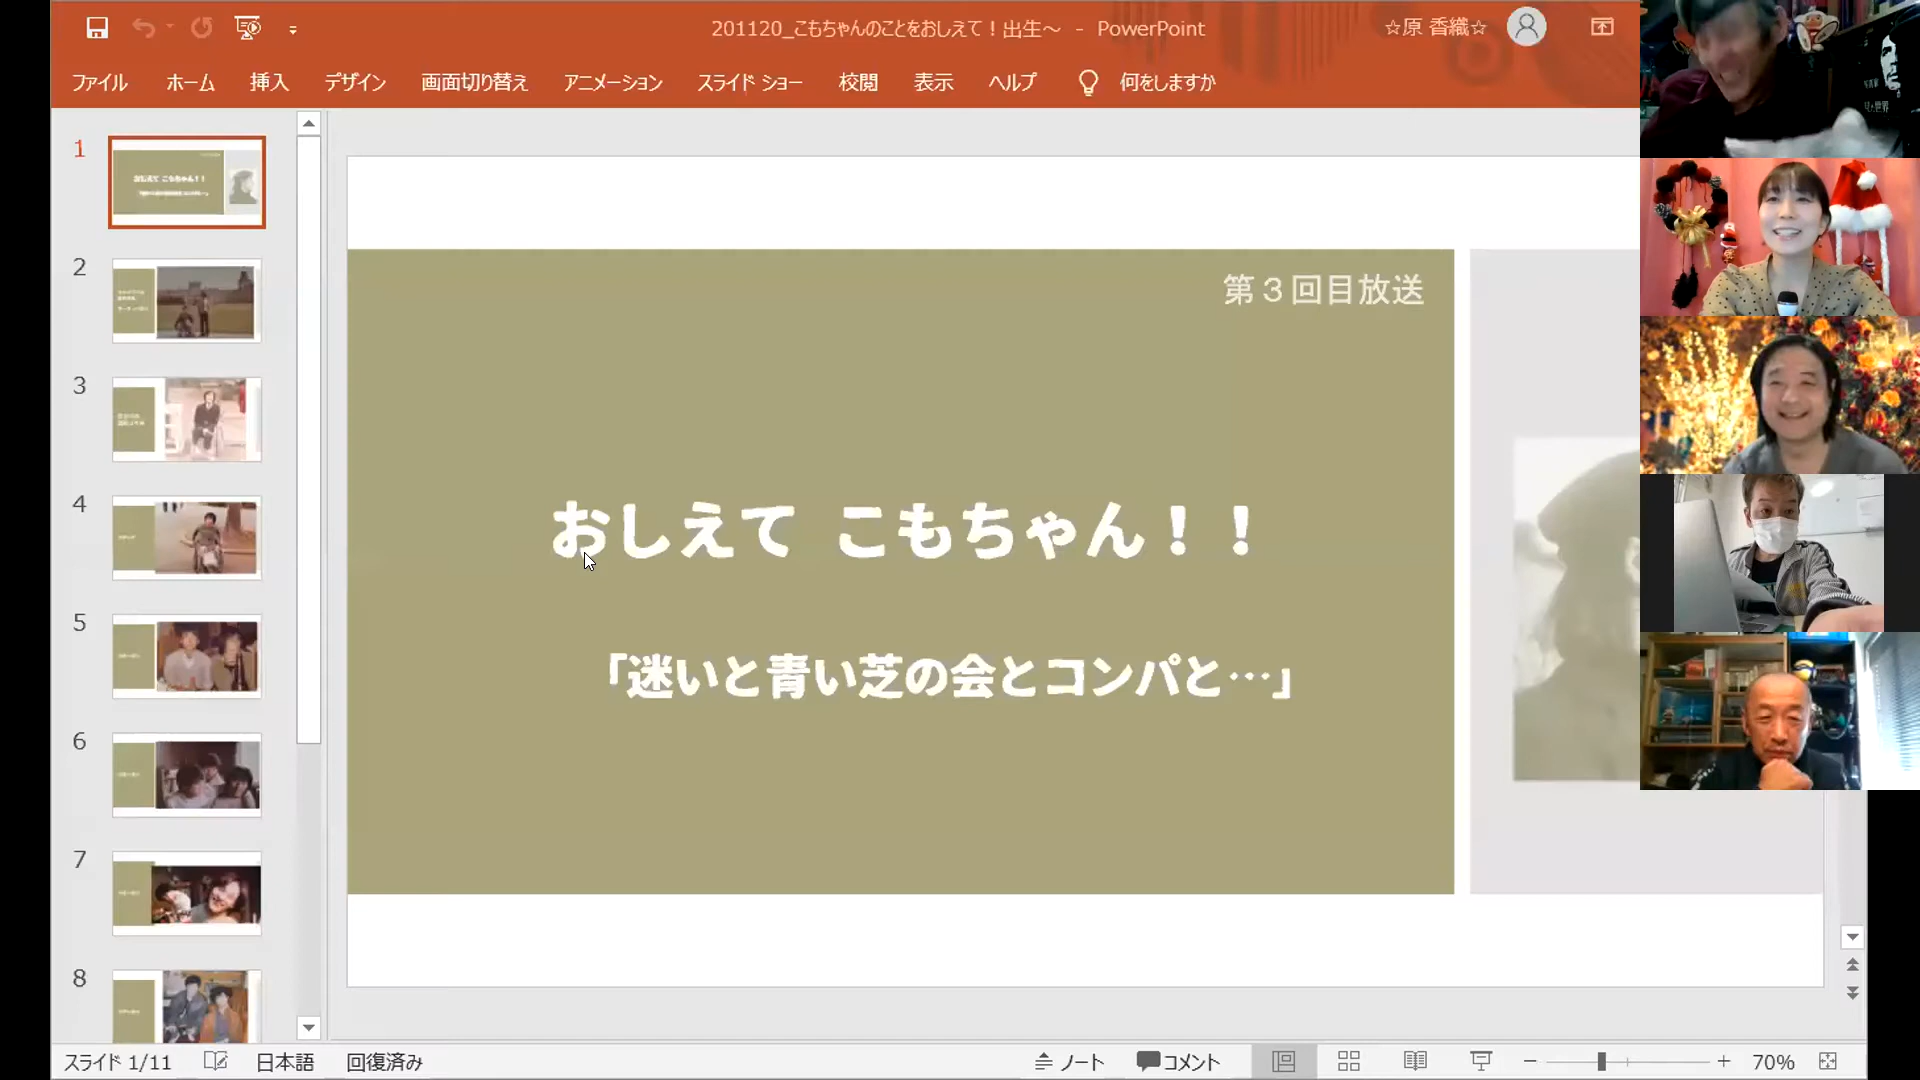 201120_こもちゃんのことをおしえて！出生～ - PowerPoint
☆原 香織☆
ファイル ホーム 挿入 デザイン 画面切り替え アニメーション スライド ショー 校閲 表示 ヘルプ 何をしますか
1
2
3
4
5
6
7
8
第３回目放送
おしえて こもちゃん！！
「迷いと青い芝の会とコンパと…」
スライド 1/11 日本語 回復済み ノート コメント 70%